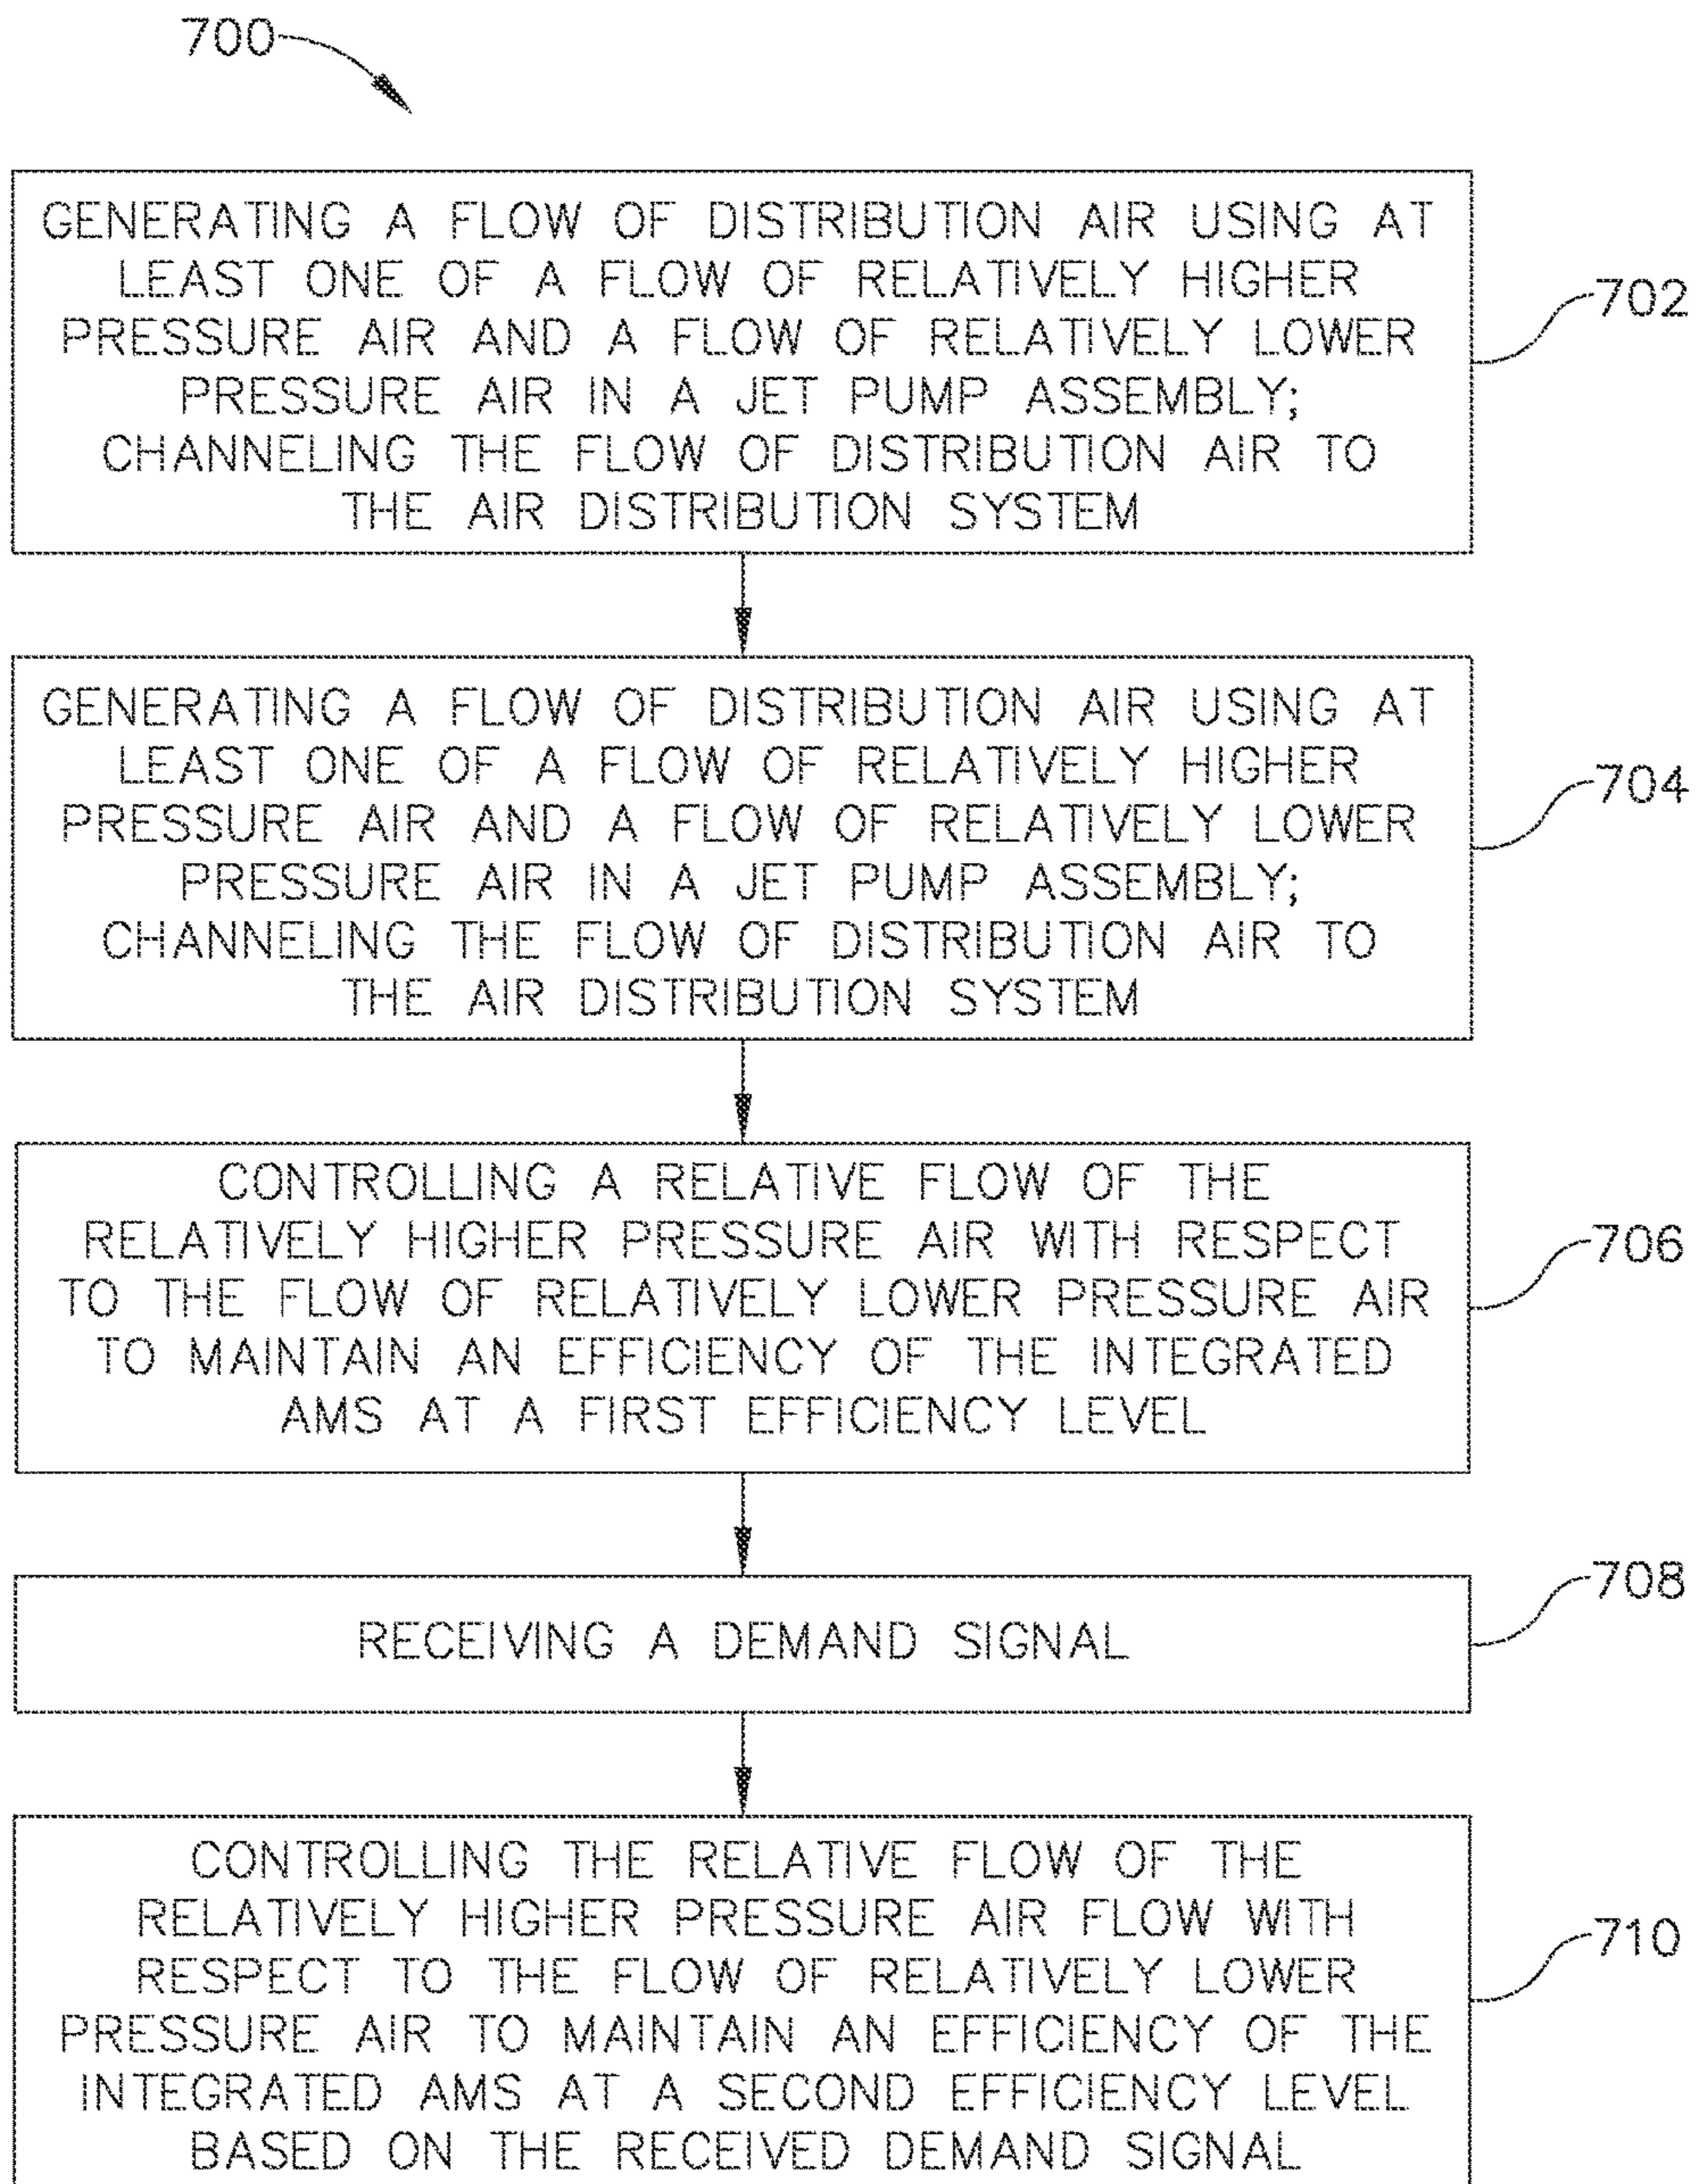 700
GENERATING A FLOW OF DISTRIBUTION AIR USING AT
LEAST ONE OF A FLOW OF RELATIVELY HIGHER
PRESSURE AIR AND A FLOW OF RELATIVELY LOWER
PRESSURE AIR IN A JET PUMP ASSEMBLY;
CHANNELING THE FLOW OF DISTRIBUTION AIR TO
THE AIR DISTRIBUTION SYSTEM
702
GENERATING A FLOW OF DISTRIBUTION AIR USING AT
LEAST ONE OF A FLOW OF RELATIVELY HIGHER
PRESSURE AIR AND A FLOW OF RELATIVELY LOWER
PRESSURE AIR IN A JET PUMP ASSEMBLY;
CHANNELING THE FLOW OF DISTRIBUTION AIR TO
THE AIR DISTRIBUTION SYSTEM
704
CONTROLLING A RELATIVE FLOW OF THE
RELATIVELY HIGHER PRESSURE AIR WITH RESPECT
TO THE FLOW OF RELATIVELY LOWER PRESSURE AIR
TO MAINTAIN AN EFFICIENCY OF THE INTEGRATED
AMS AT A FIRST EFFICIENCY LEVEL
706
RECEIVING A DEMAND SIGNAL
708
CONTROLLING THE RELATIVE FLOW OF THE
RELATIVELY HIGHER PRESSURE AIR FLOW WITH
RESPECT TO THE FLOW OF RELATIVELY LOWER
PRESSURE AIR TO MAINTAIN AN EFFICIENCY OF THE
INTEGRATED AMS AT A SECOND EFFICIENCY LEVEL
BASED ON THE RECEIVED DEMAND SIGNAL
710